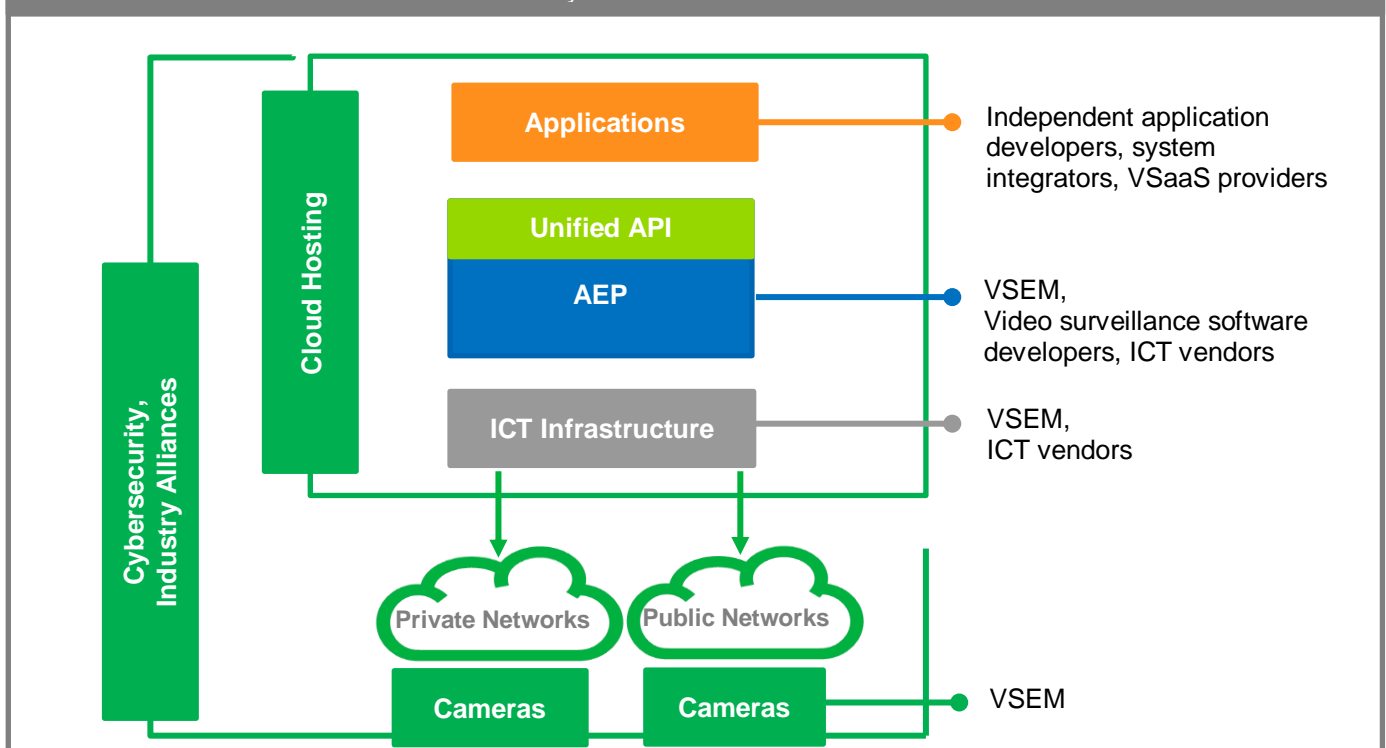 Applications
Independent application
developers, system
integrators, VSaaS providers
Cloud Hosting
Unified API
AEP
VSEM,
Video surveillance software
developers, ICT vendors
Cybersecurity,
Industry Alliances
ICT Infrastructure
VSEM,
ICT vendors
Private Networks
Public Networks
Cameras
Cameras
VSEM